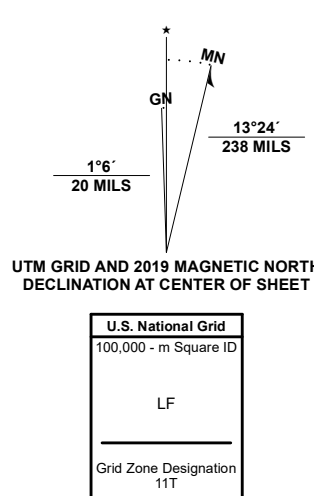 ★
MN
GN
13°24´
238 MILS
1°6´
20 MILS
UTM GRID AND 2019 MAGNETIC NORTH
DECLINATION AT CENTER OF SHEET
U.S. National Grid
100,000 - m Square ID
LF
Grid Zone Designation
11T